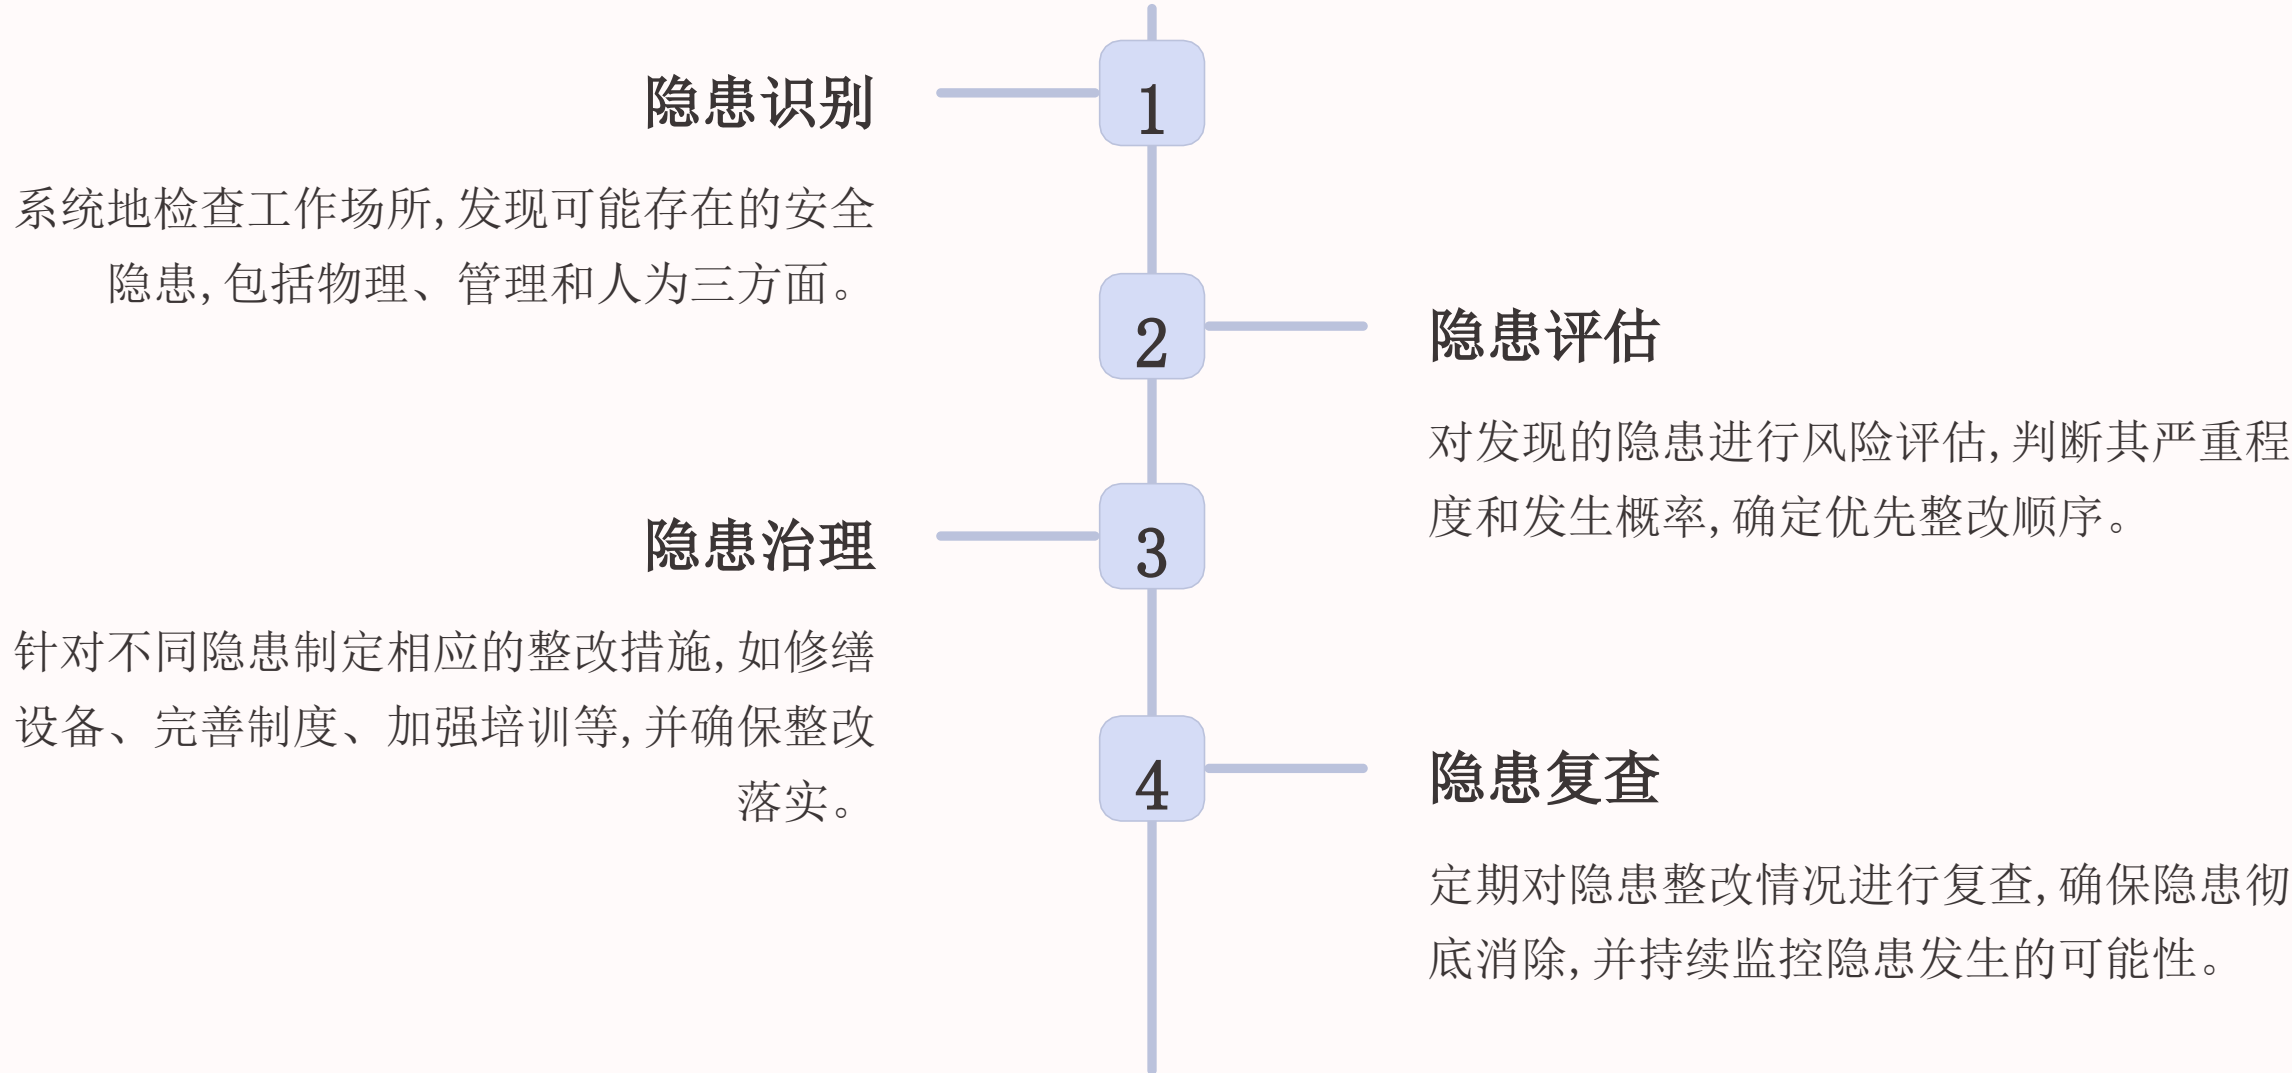 1
隐患识别
系统地检查工作场所,发现可能存在的安全
隐患,包括物理、管理和人为三方面。
2
隐患评估
对发现的隐患进行风险评估,判断其严重程
度和发生概率,确定优先整改顺序。
3
隐患治理
针对不同隐患制定相应的整改措施,如修缮
设备、完善制度、加强培训等,并确保整改
落实。
4
隐患复查
定期对隐患整改情况进行复查,确保隐患彻
底消除,并持续监控隐患发生的可能性。